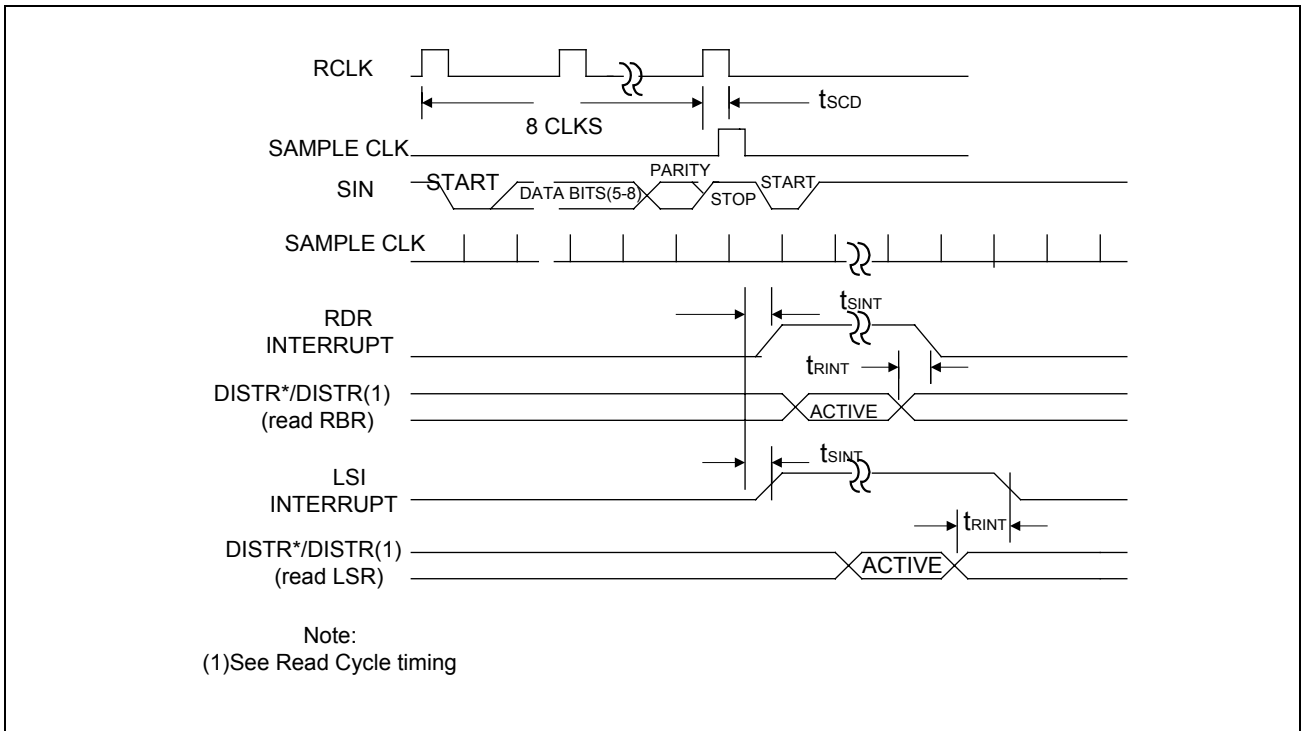 RCLK
tSCD
8 CLKS
SAMPLE CLK
PARITY
SIN
START
DATA BITS(5-8)
STOP
START
SAMPLE CLK
tSINT
RDR
INTERRUPT
tRINT
DISTR*/DISTR(1)
(read RBR)
ACTIVE
tSINT
LSI
INTERRUPT
tRINT
DISTR*/DISTR(1)
(read LSR)
ACTIVE
Note:
(1)See Read Cycle timing